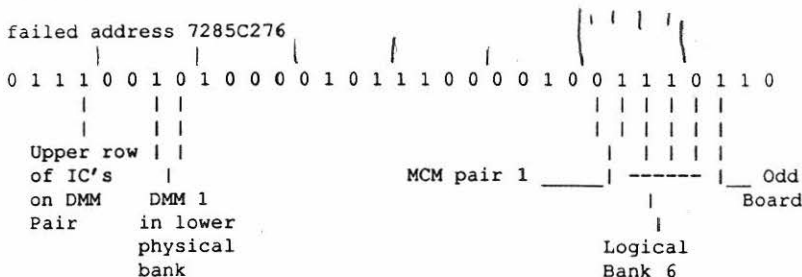 failed address 7285C276
0 1 1 1 0 0 1 0 1 0 0 0 0 1 0 1 1 1 0 0 0 0 1 0 0 1 1 1 0 1 1 0
Upper row
of IC's
on DMM
Pair
DMM 1
in lower
physical
bank
MCM pair 1
Logical
Bank 6
Odd
Board